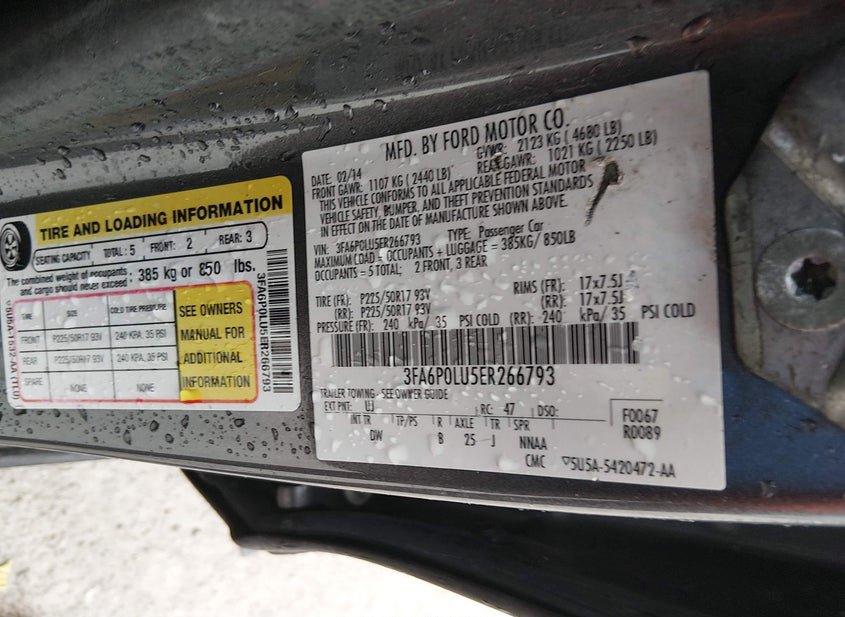 TIRE AND LOADING INFORMATION
SEATING CAPACITY TOTAL: 5 FRONT: 2 REAR: 3
The combined weight of occupants
and cargo should never exceed: 385 kg or 850 lbs.
TIRE SIZE COLD TIRE PRESSURE
FRONT P225/50R17 93V 240 KPA, 35 PSI
REAR P225/50R17 93V 240 KPA, 35 PSI
SPARE NONE NONE
SEE OWNERS
MANUAL FOR
ADDITIONAL
INFORMATION
3FA6P0LU5ER266793
MFD. BY FORD MOTOR CO.
DATE: 02/14 GVWR: 2123 KG ( 4680 LB)
FRONT GAWR: 1107 KG ( 2440 LB) REAR GAWR: 1021 KG ( 2250 LB)
THIS VEHICLE CONFORMS TO ALL APPLICABLE FEDERAL MOTOR
VEHICLE SAFETY, BUMPER, AND THEFT PREVENTION STANDARDS
IN EFFECT ON THE DATE OF MANUFACTURE SHOWN ABOVE.
VIN: 3FA6P0LU5ER266793 TYPE: Passenger Car
MAXIMUM LOAD = OCCUPANTS + LUGGAGE = 385KG/ 850LB
OCCUPANTS = 5 TOTAL; 2 FRONT, 3 REAR
TIRE (FR): P225/50R17 93V RIMS (FR): 17x7.5J
(RR): P225/50R17 93V (RR): 17x7.5J
PRESSURE (FR): 240 kPa/ 35 PSI COLD (RR): 240 kPa/ 35 PSI COLD
3FA6P0LU5ER266793
TRAILER TOWING - SEE OWNER GUIDE
EXT PNT: UJ RC: 47 DSO:
INT TR TP/PS R AXLE TR SPR
DW B 25 J NNAA
F0067
R0089
CMC 5U5A-5420472-AA